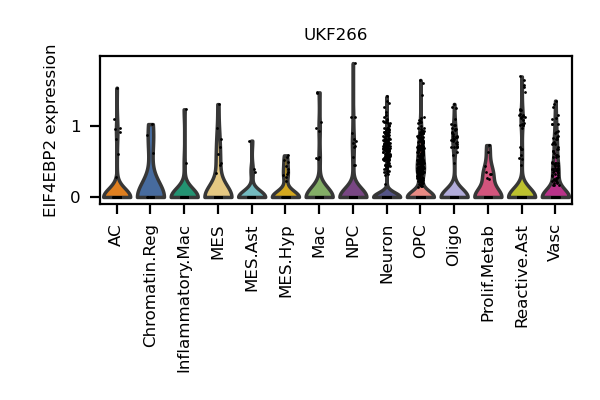 UKF266
EIF4EBP2 expression
1
0
AC
Chromatin.Reg
Inflammatory.Mac
MES
MES.Ast
MES.Hyp
Mac
NPC
Neuron
OPC
Oligo
Prolif.Metab
Reactive.Ast
Vasc